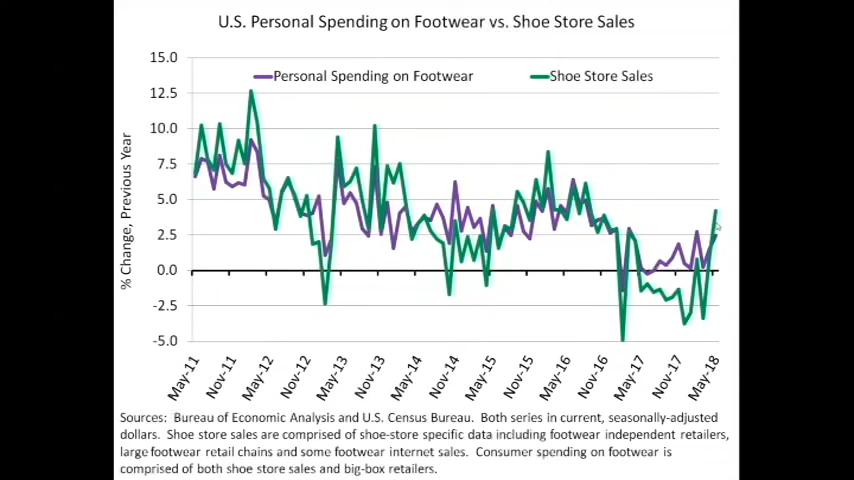 U.S. Personal Spending on Footwear vs. Shoe Store Sales
15.0
Personal Spending on Footwear
Shoe Store Sales
12.5
10.0
7.5
5.0
2.5
0.0
-2.5
-5.0
% Change, Previous Year
May-11
Nov-11
May-12
Nov-12
May-13
Nov-13
May-14
Nov-14
May-15
Nov-15
May-16
Nov-16
May-17
Nov-17
May-18
Sources: Bureau of Economic Analysis and U.S. Census Bureau. Both series in current, seasonally-adjusted
dollars. Shoe store sales are comprised of shoe-store specific data including footwear independent retailers,
large footwear retail chains and some footwear internet sales. Consumer spending on footwear is
comprised of both shoe store sales and big-box retailers.